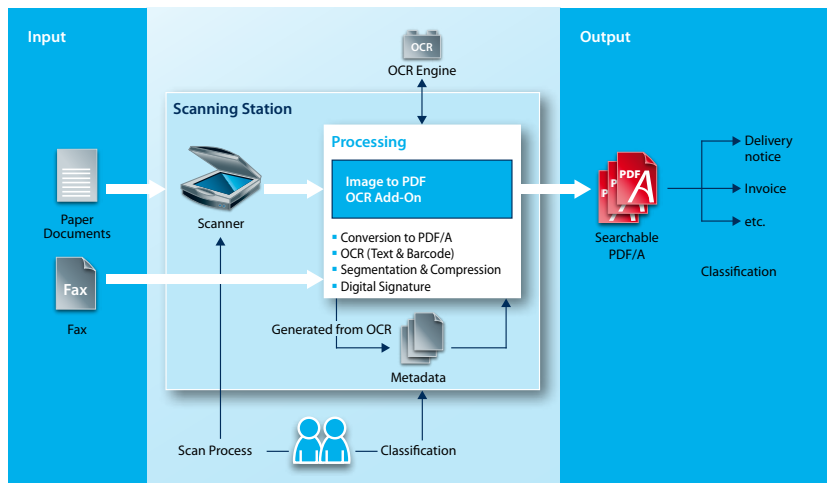 Input
Output
OCR
OCR Engine
Scanning Station
Processing
Image to PDF
OCR Add-On
Conversion to PDF/A
OCR (Text & Barcode)
Segmentation & Compression
Digital Signature
Paper
Documents
Scanner
Fax
Fax
Generated from OCR
Metadata
Scan Process
Classification
PDF
P
P
A
Searchable
PDF/A
Delivery
notice
Invoice
etc.
Classification